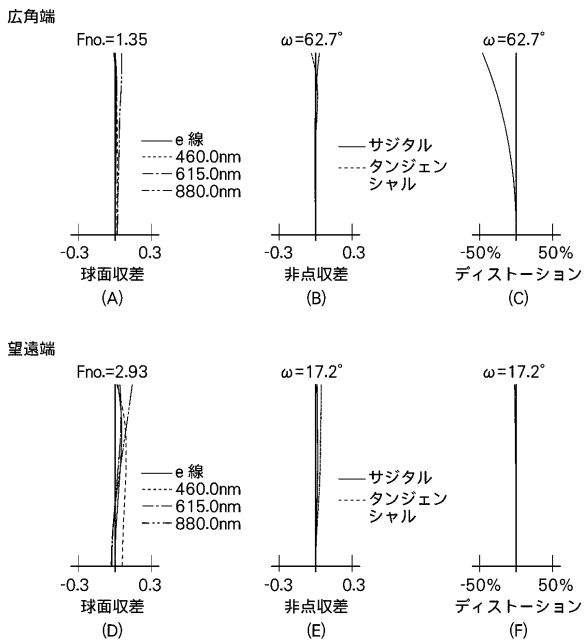 広角端
Fno.=1.35
ω=62.7°
ω=62.7°
e 線
460.0nm
615.0nm
880.0nm
サジタル
タンジェン
シャル
-0.3
0.3
-0.3
0.3
-50%
50%
球面収差
非点収差
ディストーション
(A)
(B)
(C)
望遠端
Fno.=2.93
ω=17.2°
ω=17.2°
e 線
460.0nm
615.0nm
880.0nm
サジタル
タンジェン
シャル
-0.3
0.3
-0.3
0.3
-50%
50%
球面収差
非点収差
ディストーション
(D)
(E)
(F)